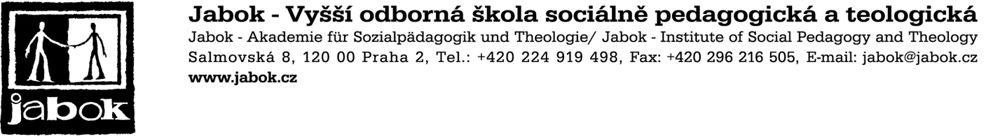 Jabok - Vyšší odborná škola sociálně pedagogická a teologická
Jabok - Akademie für Sozialpädagogik und Theologie/ Jabok - Institute of Social Pedagogy and Theology
Salmovská 8, 120 00 Praha 2, Tel.: +420 224 919 498, Fax: +420 296 216 505, E-mail: jabok@jabok.cz
www.jabok.cz
jabok